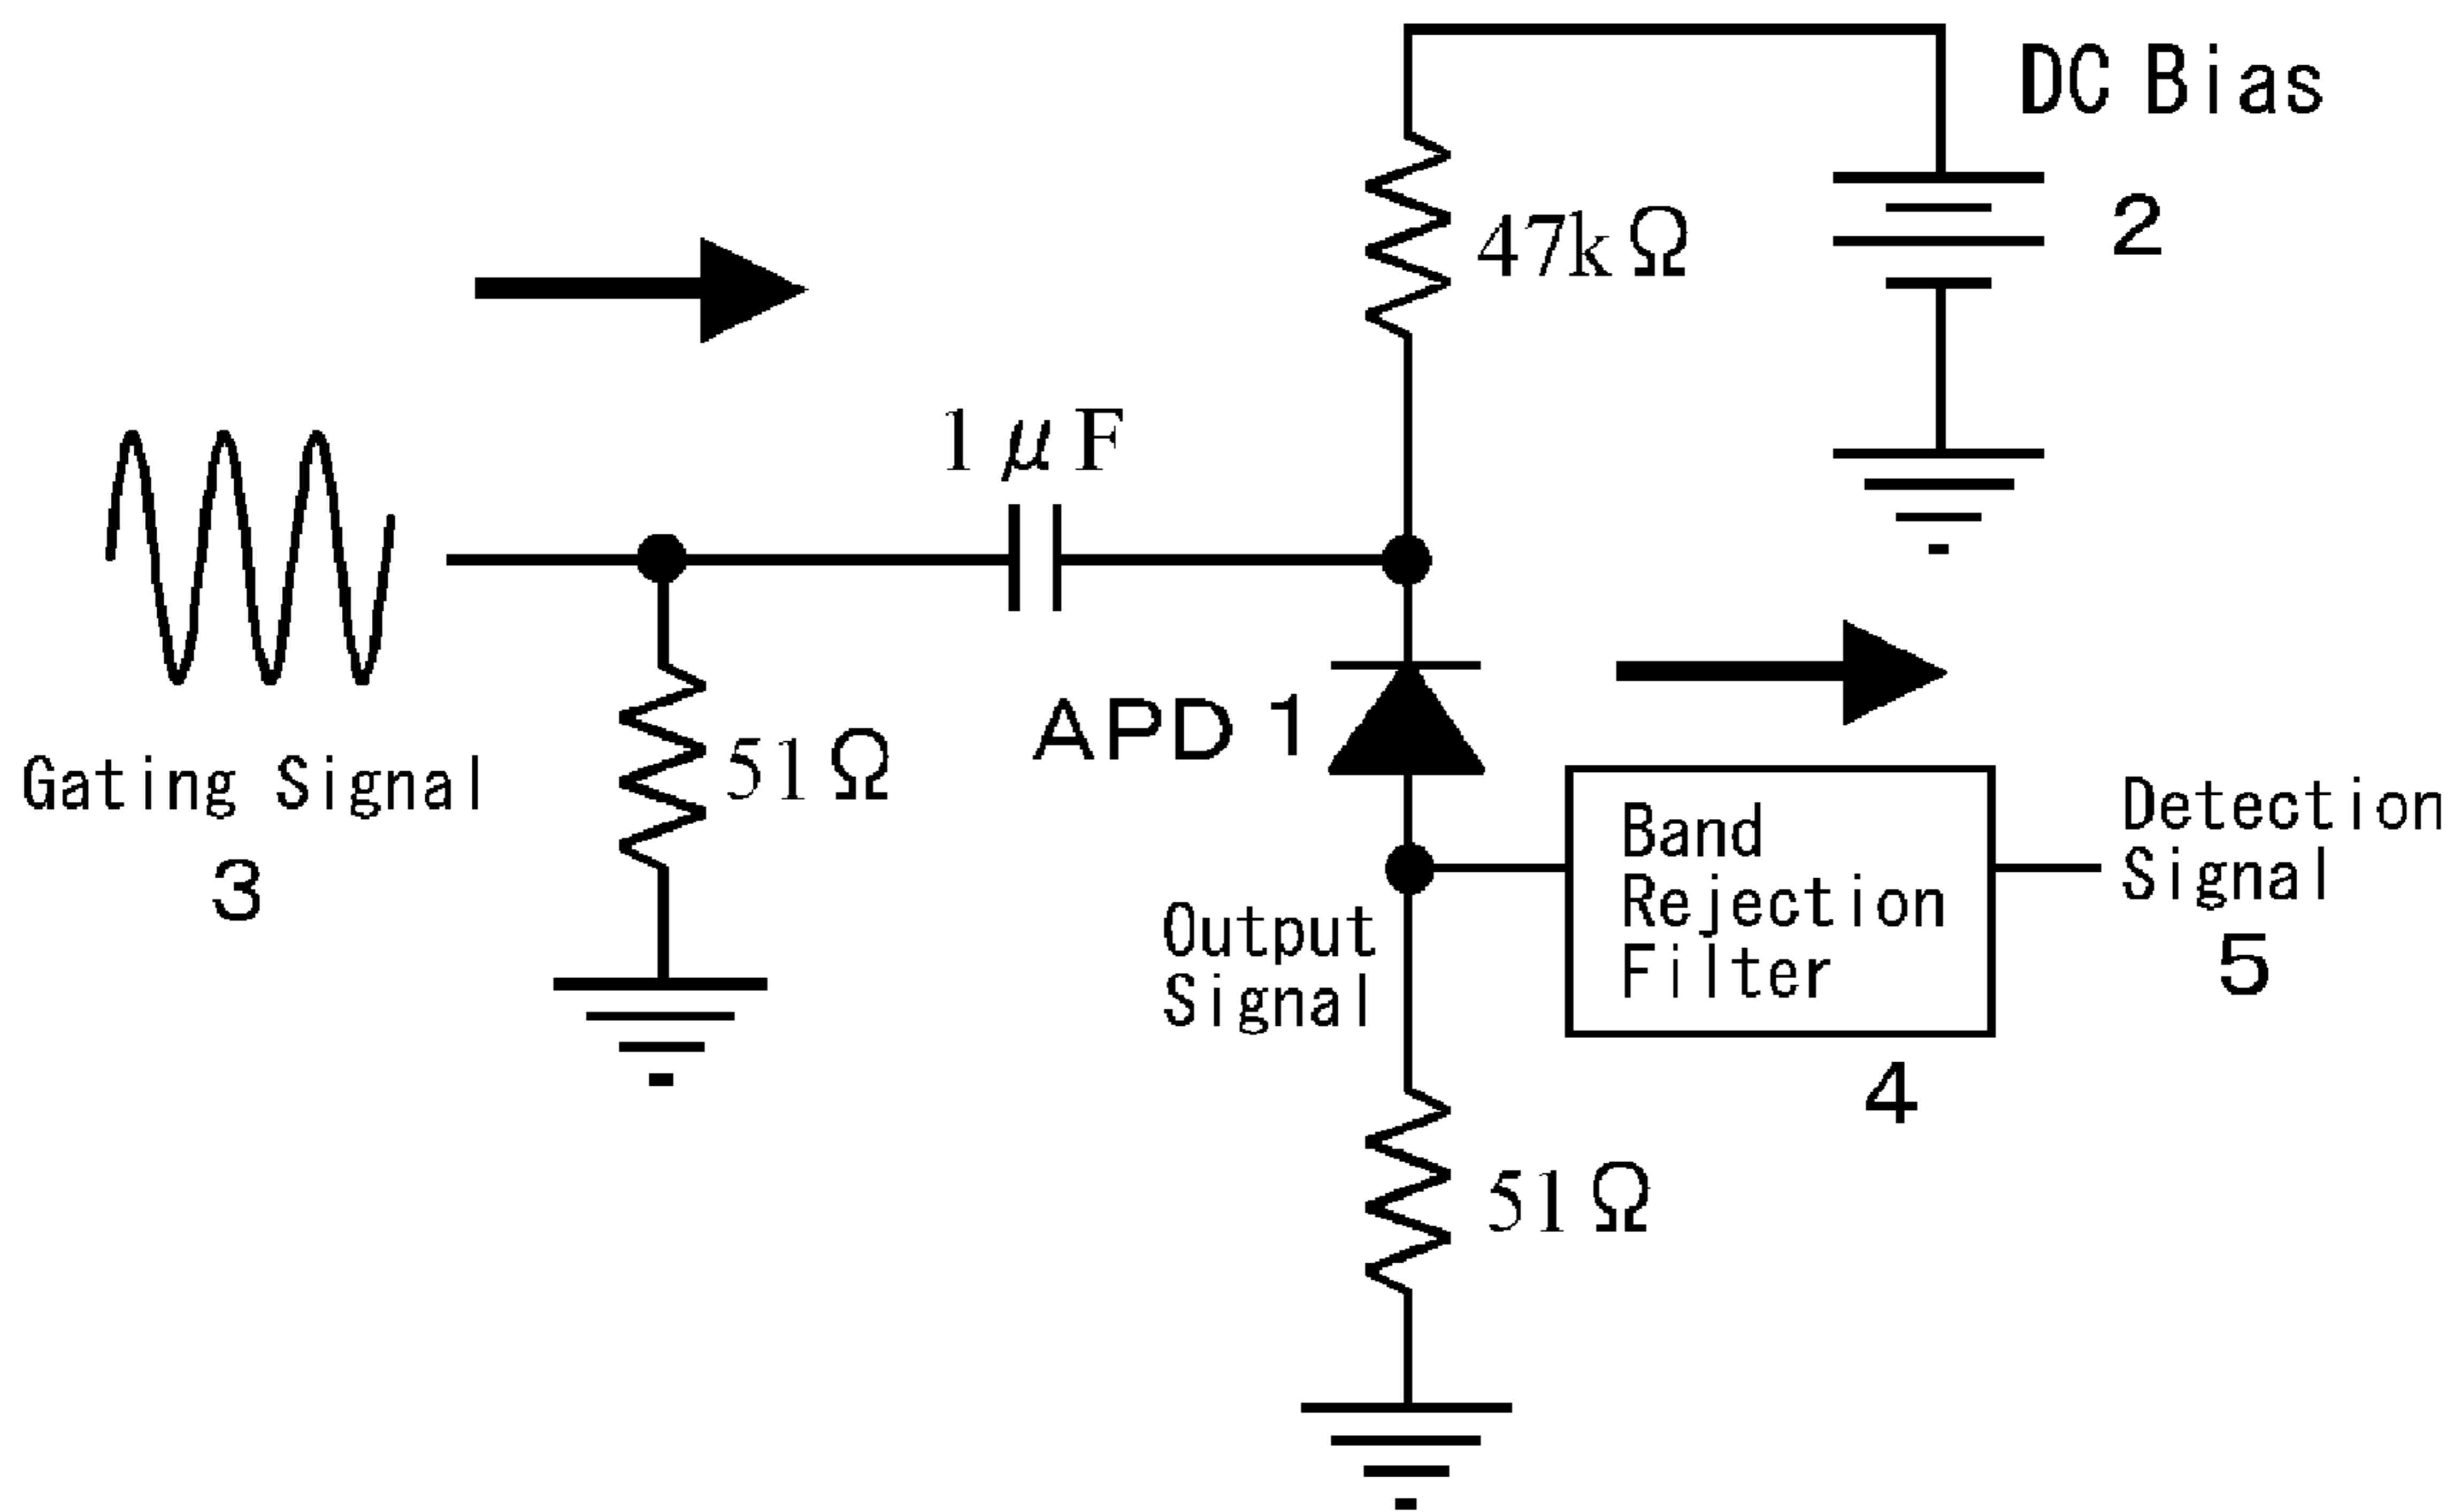 DC Bias
2
47kΩ
1μF
APD 1
51Ω
Gating Signal
3
Band
Rejection
Filter
4
Detection
Signal
5
Output
Signal
51Ω